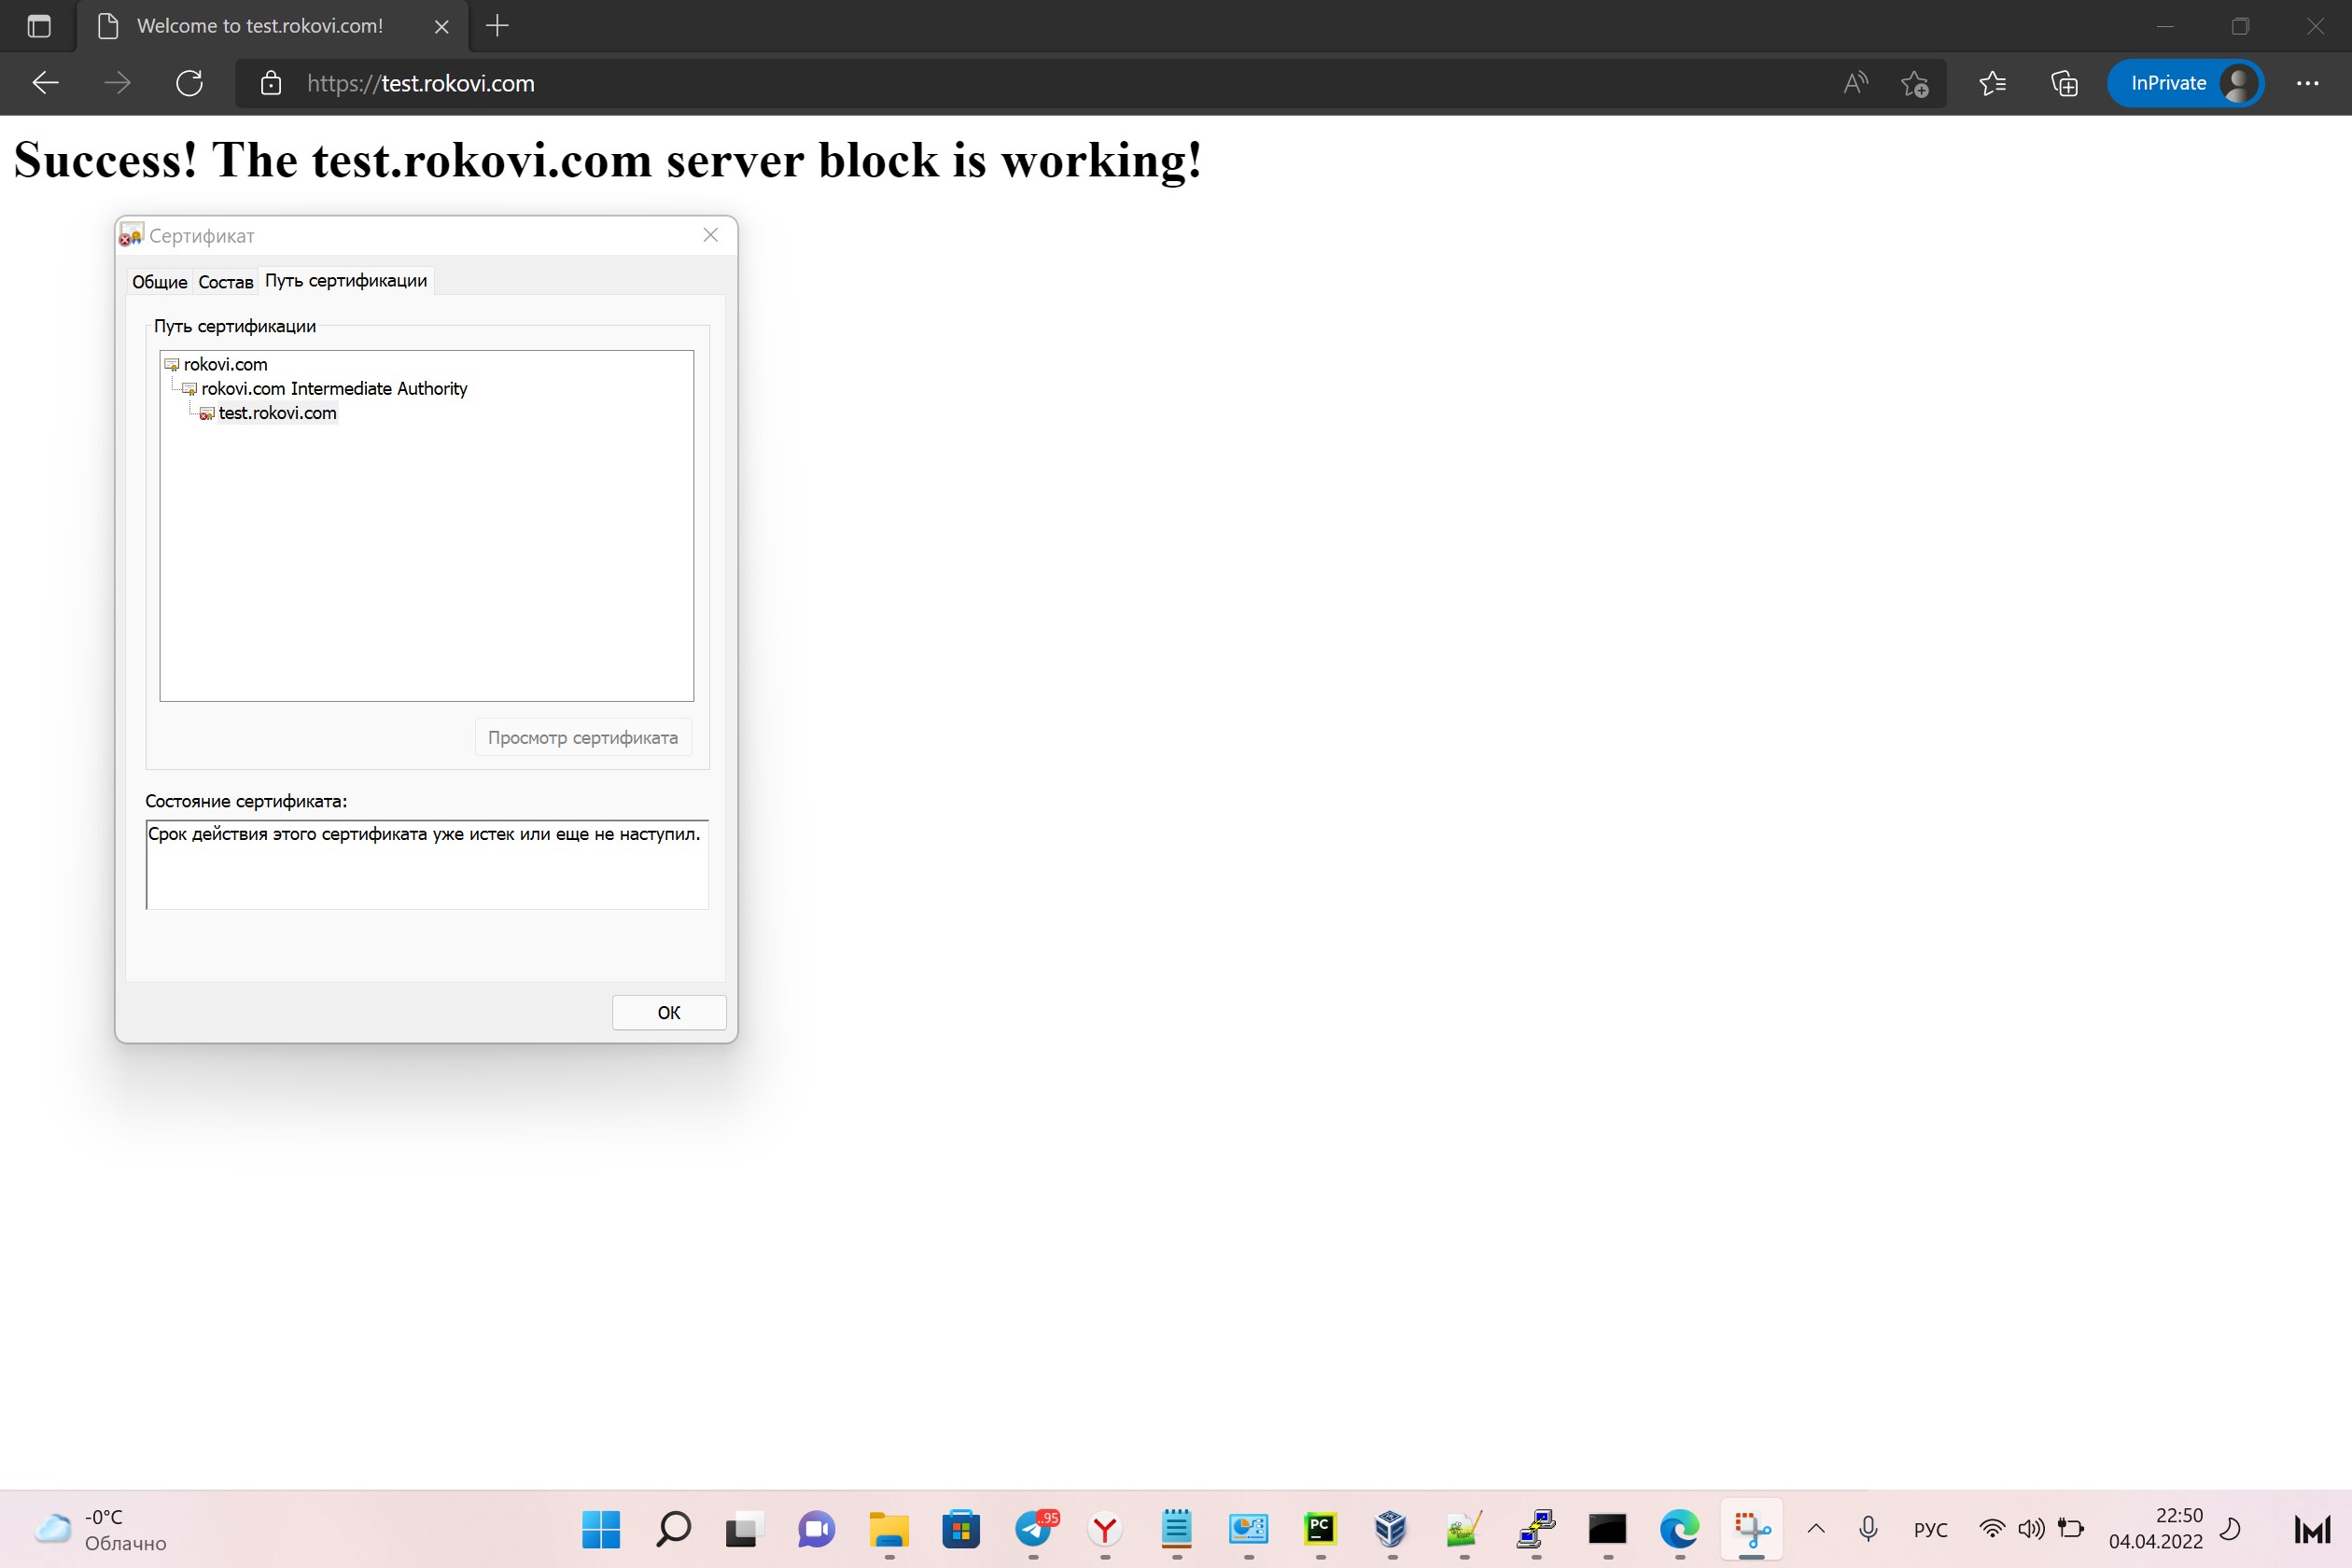 Welcome to test.rokovi.com!
https://test.rokovi.com
InPrivate
Success! The test.rokovi.com server block is working!
Сертификат
Общие Состав Путь сертификации
Путь сертификации
rokovi.com
rokovi.com Intermediate Authority
test.rokovi.com
Просмотр сертификата
Состояние сертификата:
Срок действия этого сертификата уже истек или еще не наступил.
ОК
-0°C
Облачно
..95
PC
РУС
22:50
04.04.2022